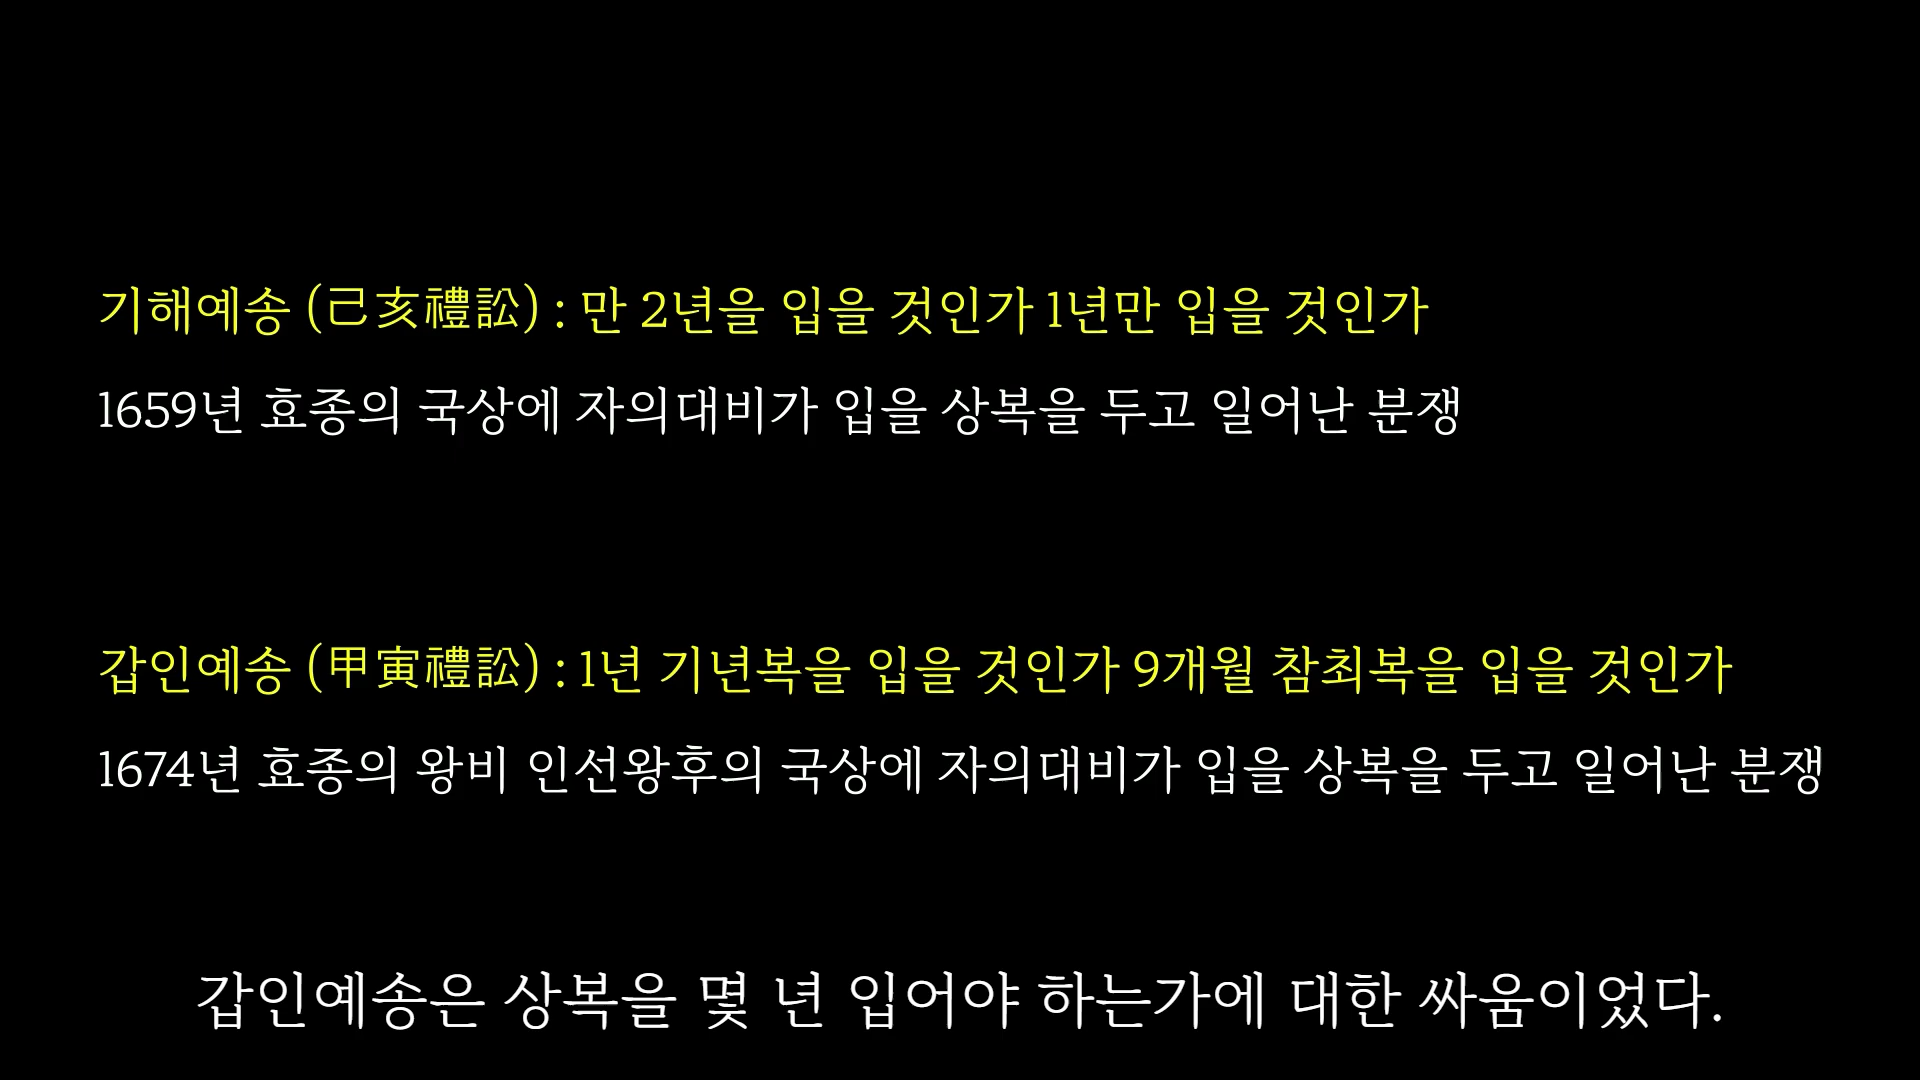 기해예송 (己亥禮訟) : 만 2년을 입을 것인가 1년만 입을 것인가
1659년 효종의 국상에 자의대비가 입을 상복을 두고 일어난 분쟁
갑인예송 (甲寅禮訟) : 1년 기년복을 입을 것인가 9개월 참최복을 입을 것인가
1674년 효종의 왕비 인선왕후의 국상에 자의대비가 입을 상복을 두고 일어난 분쟁
갑인예송은 상복을 몇 년 입어야 하는가에 대한 싸움이었다.